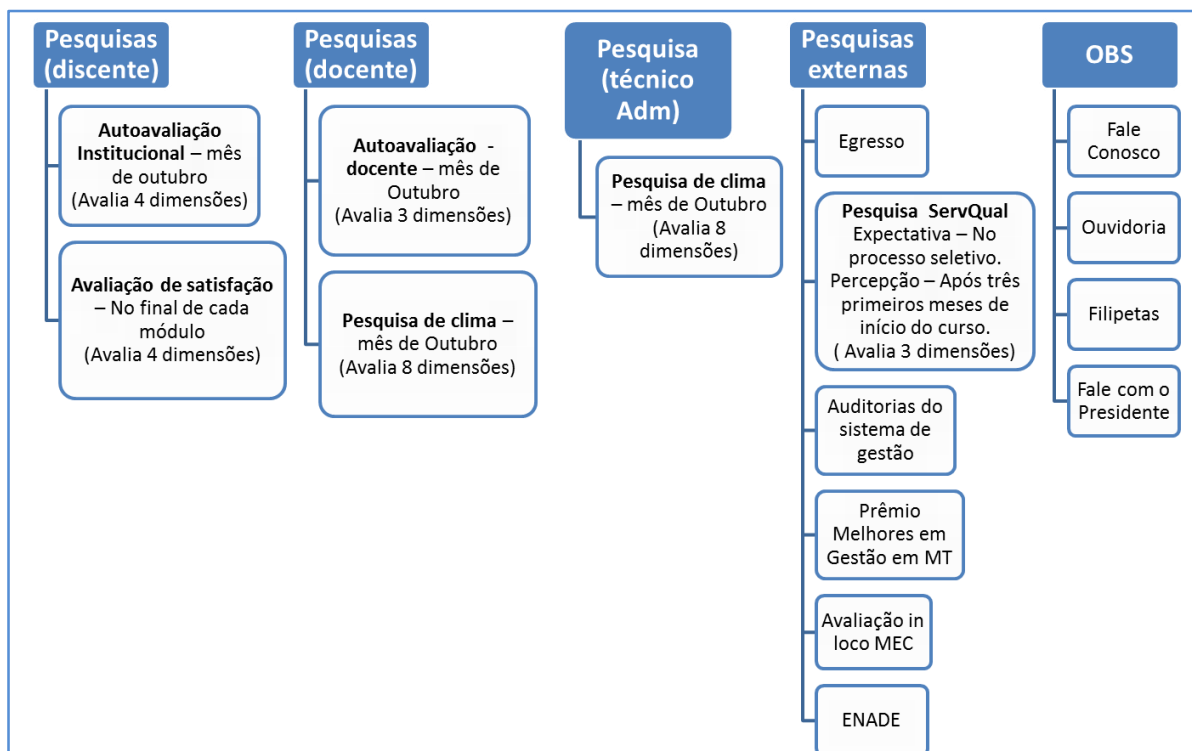 Pesquisas
(discente)
Autoavaliação
Institucional – mês
de outubro
(Avalia 4 dimensões)
Avaliação de satisfação
– No final de cada
módulo
(Avalia 4 dimensões)
Pesquisas
(docente)
Autoavaliação -
docente – mês de
Outubro
(Avalia 3 dimensões)
Pesquisa de clima –
mês de Outubro
(Avalia 8 dimensões)
Pesquisa
(técnico
Adm)
Pesquisa de clima
– mês de Outubro
(Avalia 8
dimensões)
Pesquisas
externas
Egresso
Pesquisa ServQual
Expectativa – No
processo seletivo.
Percepção – Após três
primeiros meses de
início do curso.
( Avalia 3 dimensões)
Auditorias do
sistema de
gestão
Prêmio
Melhores em
Gestão em MT
Avaliação in
loco MEC
ENADE
OBS
Fale
Conosco
Ouvidoria
Filipetas
Fale com o
Presidente